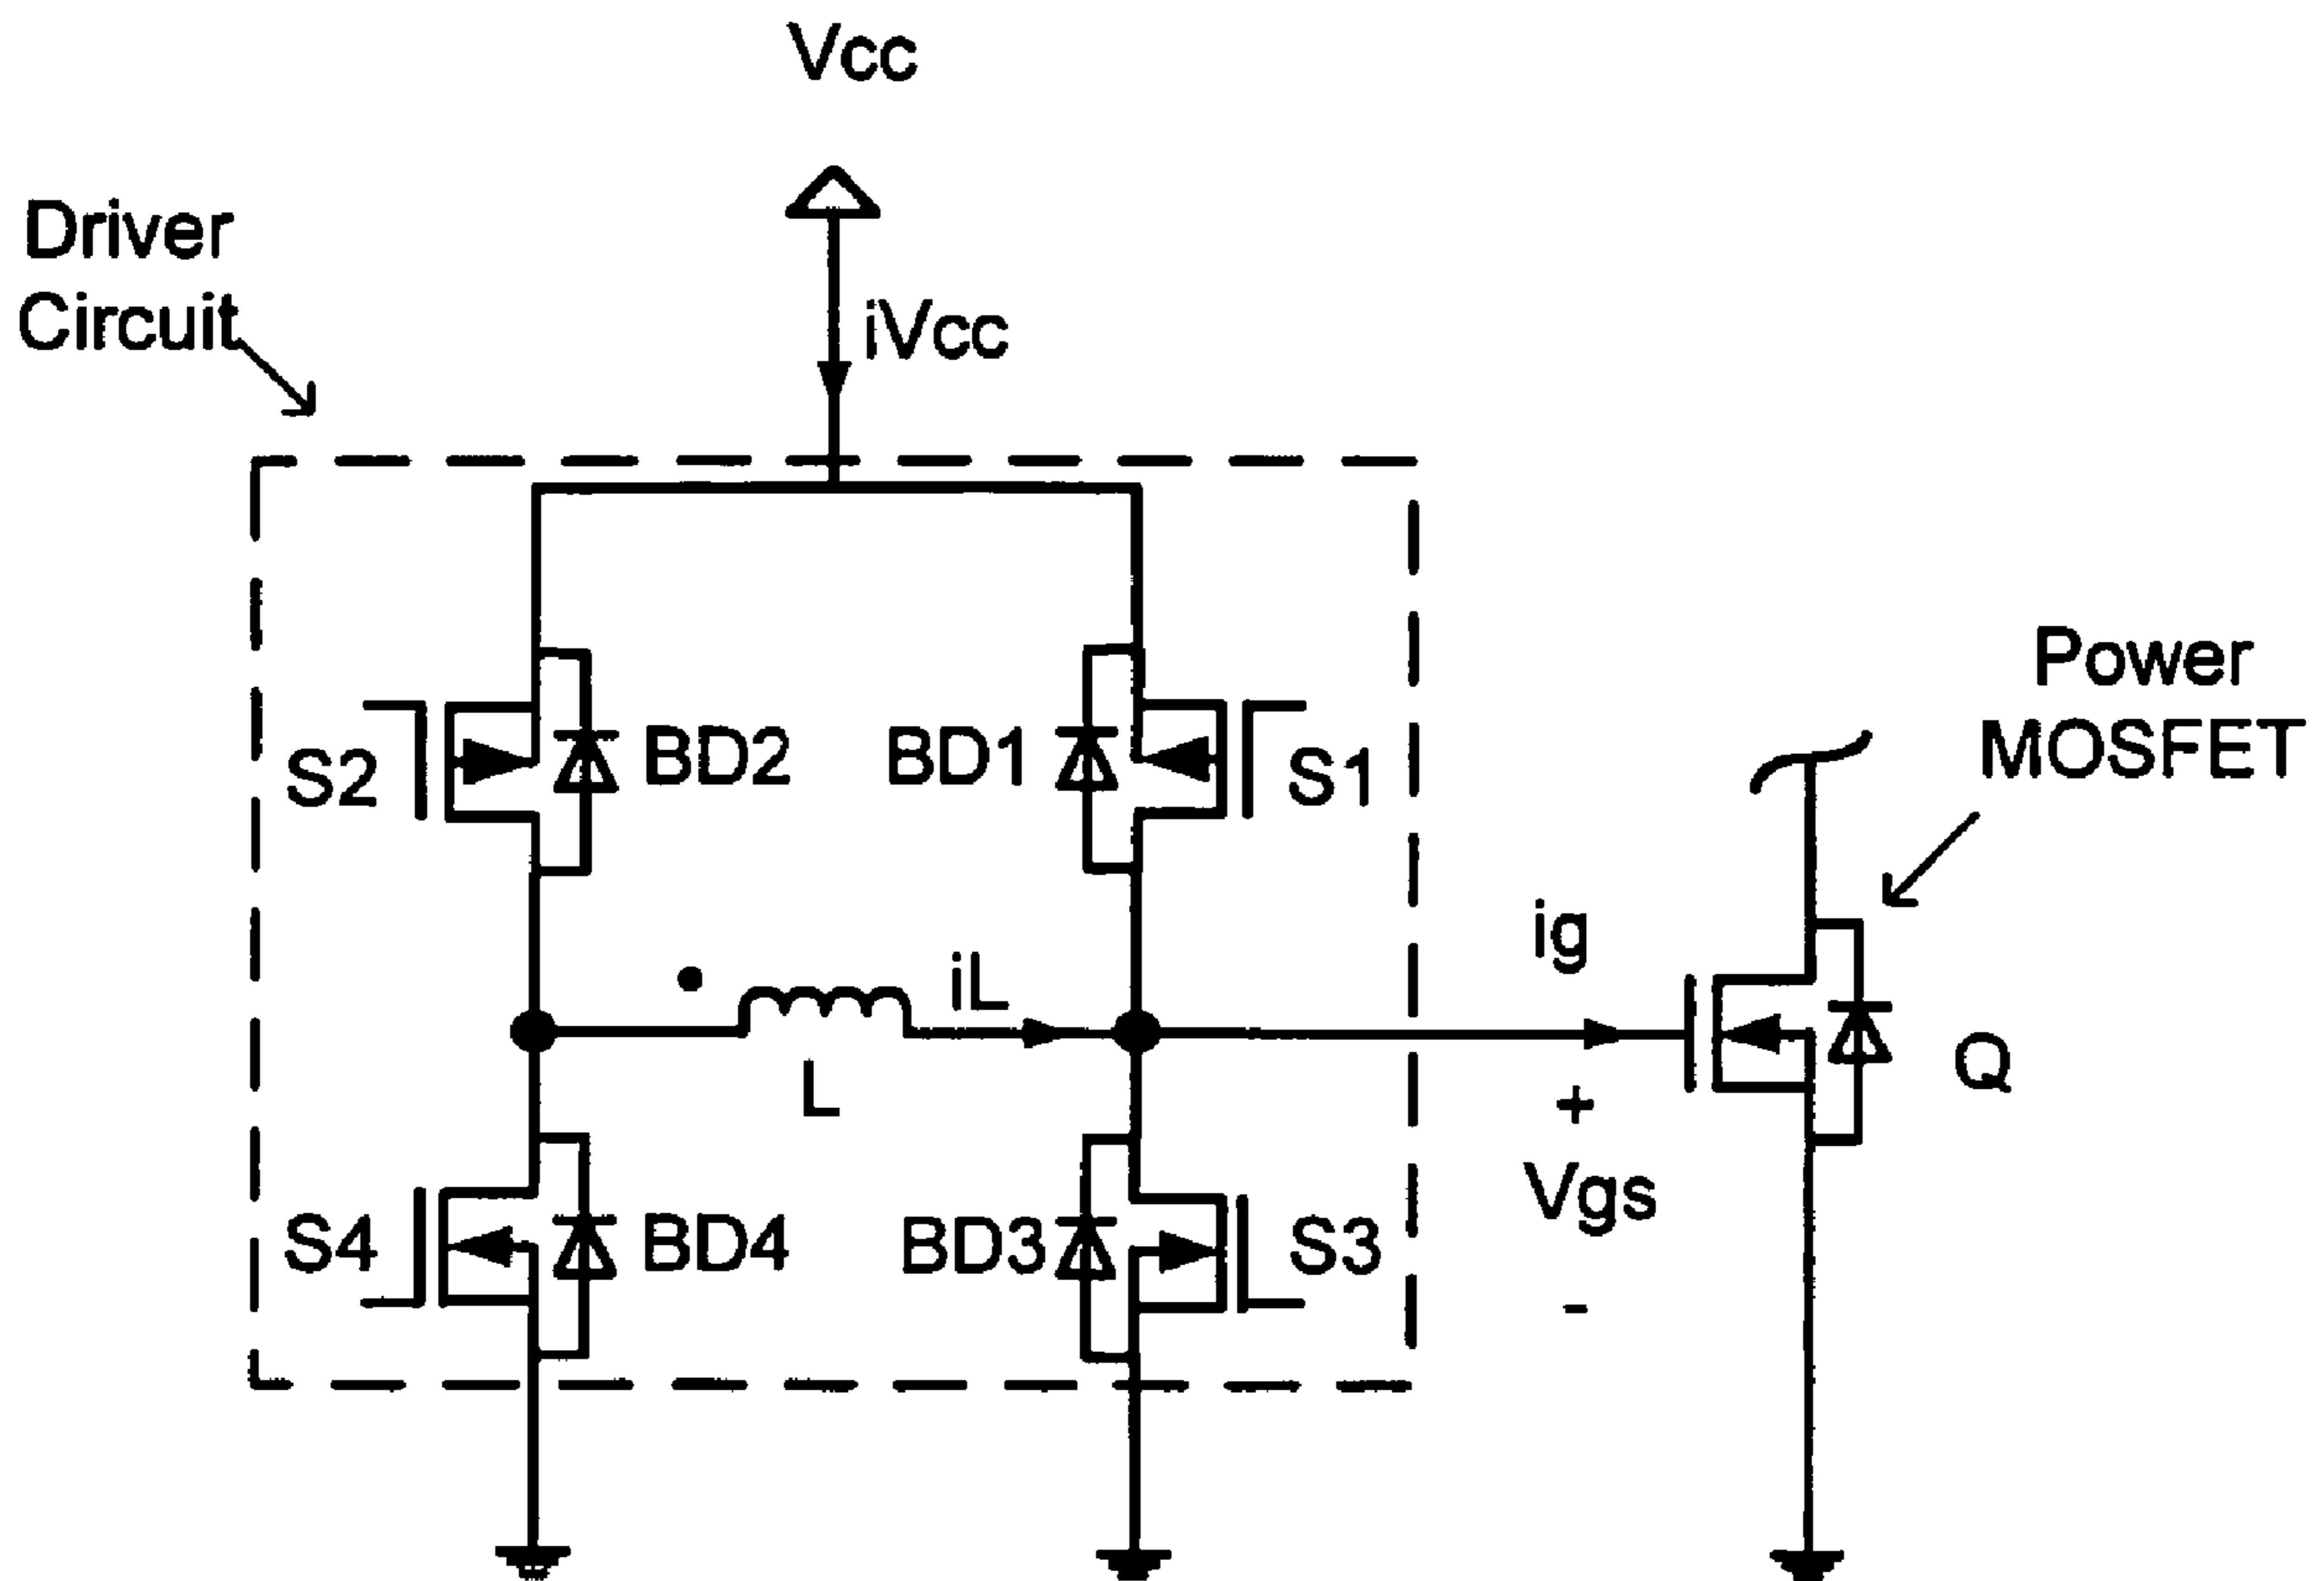 Vcc
Driver
Circuit
iVcc
Power
MOSFET
S2
BD2
BD1
S1
ig
iL
L
Q
+
Vgs
-
S4
BD4
BD3
S3